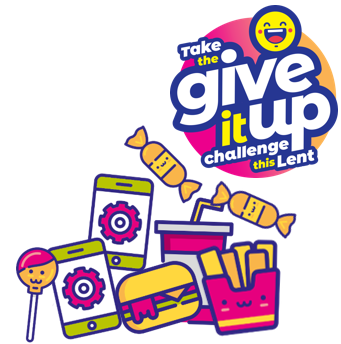 Take
the
give
it up
challenge
this Lent